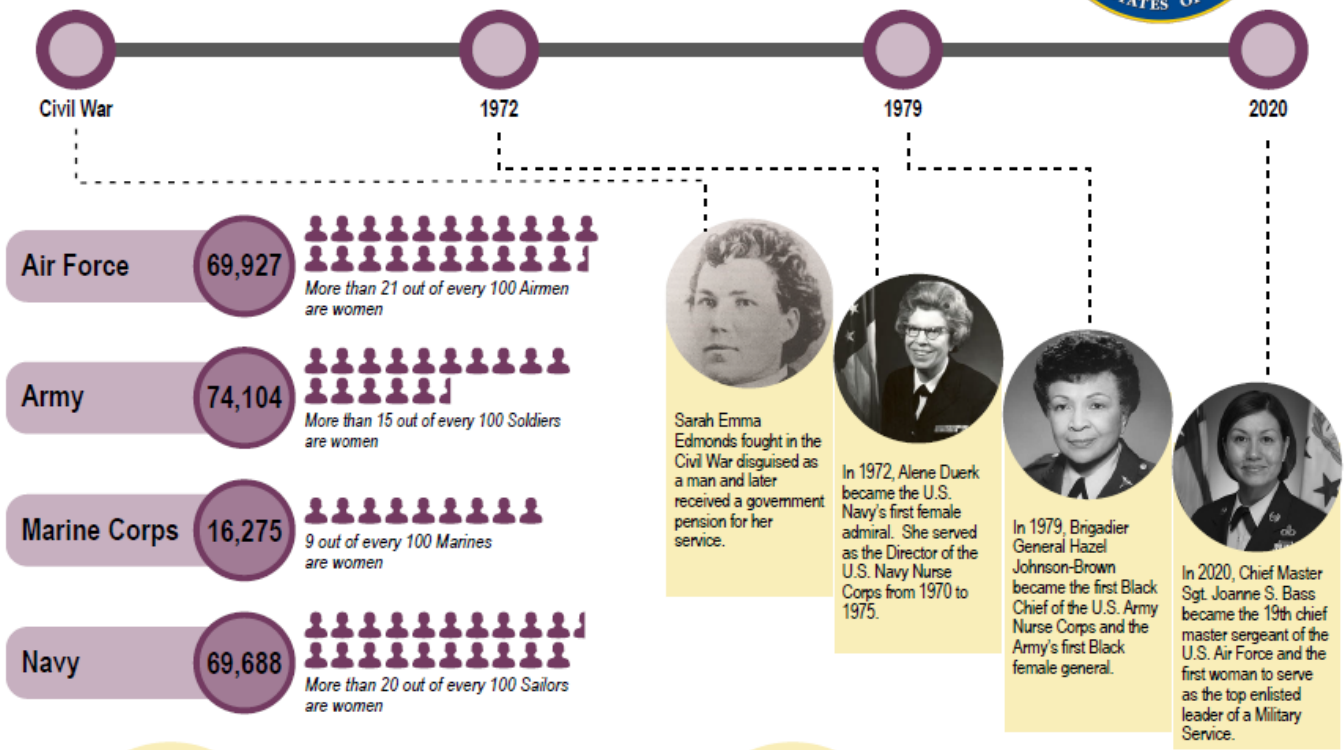 TATES OF
Civil War
1972
1979
2020
Air Force
69,927
More than 21 out of every 100 Airmen
are women
Army
74,104
More than 15 out of every 100 Soldiers
are women
Marine Corps
16,275
9 out of every 100 Marines
are women
Navy
69,688
More than 20 out of every 100 Sailors
are women
Sarah Emma
Edmonds fought in the
Civil War disguised as
a man and later
received a government
pension for her
service.
In 1972, Alene Duerk
became the U.S.
Navy's first female
admiral. She served
as the Director of the
U.S. Navy Nurse
Corps from 1970 to
1975.
In 1979, Brigadier
General Hazel
Johnson-Brown
became the first Black
Chief of the U.S. Army
Nurse Corps and the
Army's first Black
female general.
In 2020, Chief Master
Sgt. Joanne S. Bass
became the 19th chief
master sergeant of the
U.S. Air Force and the
first woman to serve
as the top enlisted
leader of a Military
Service.